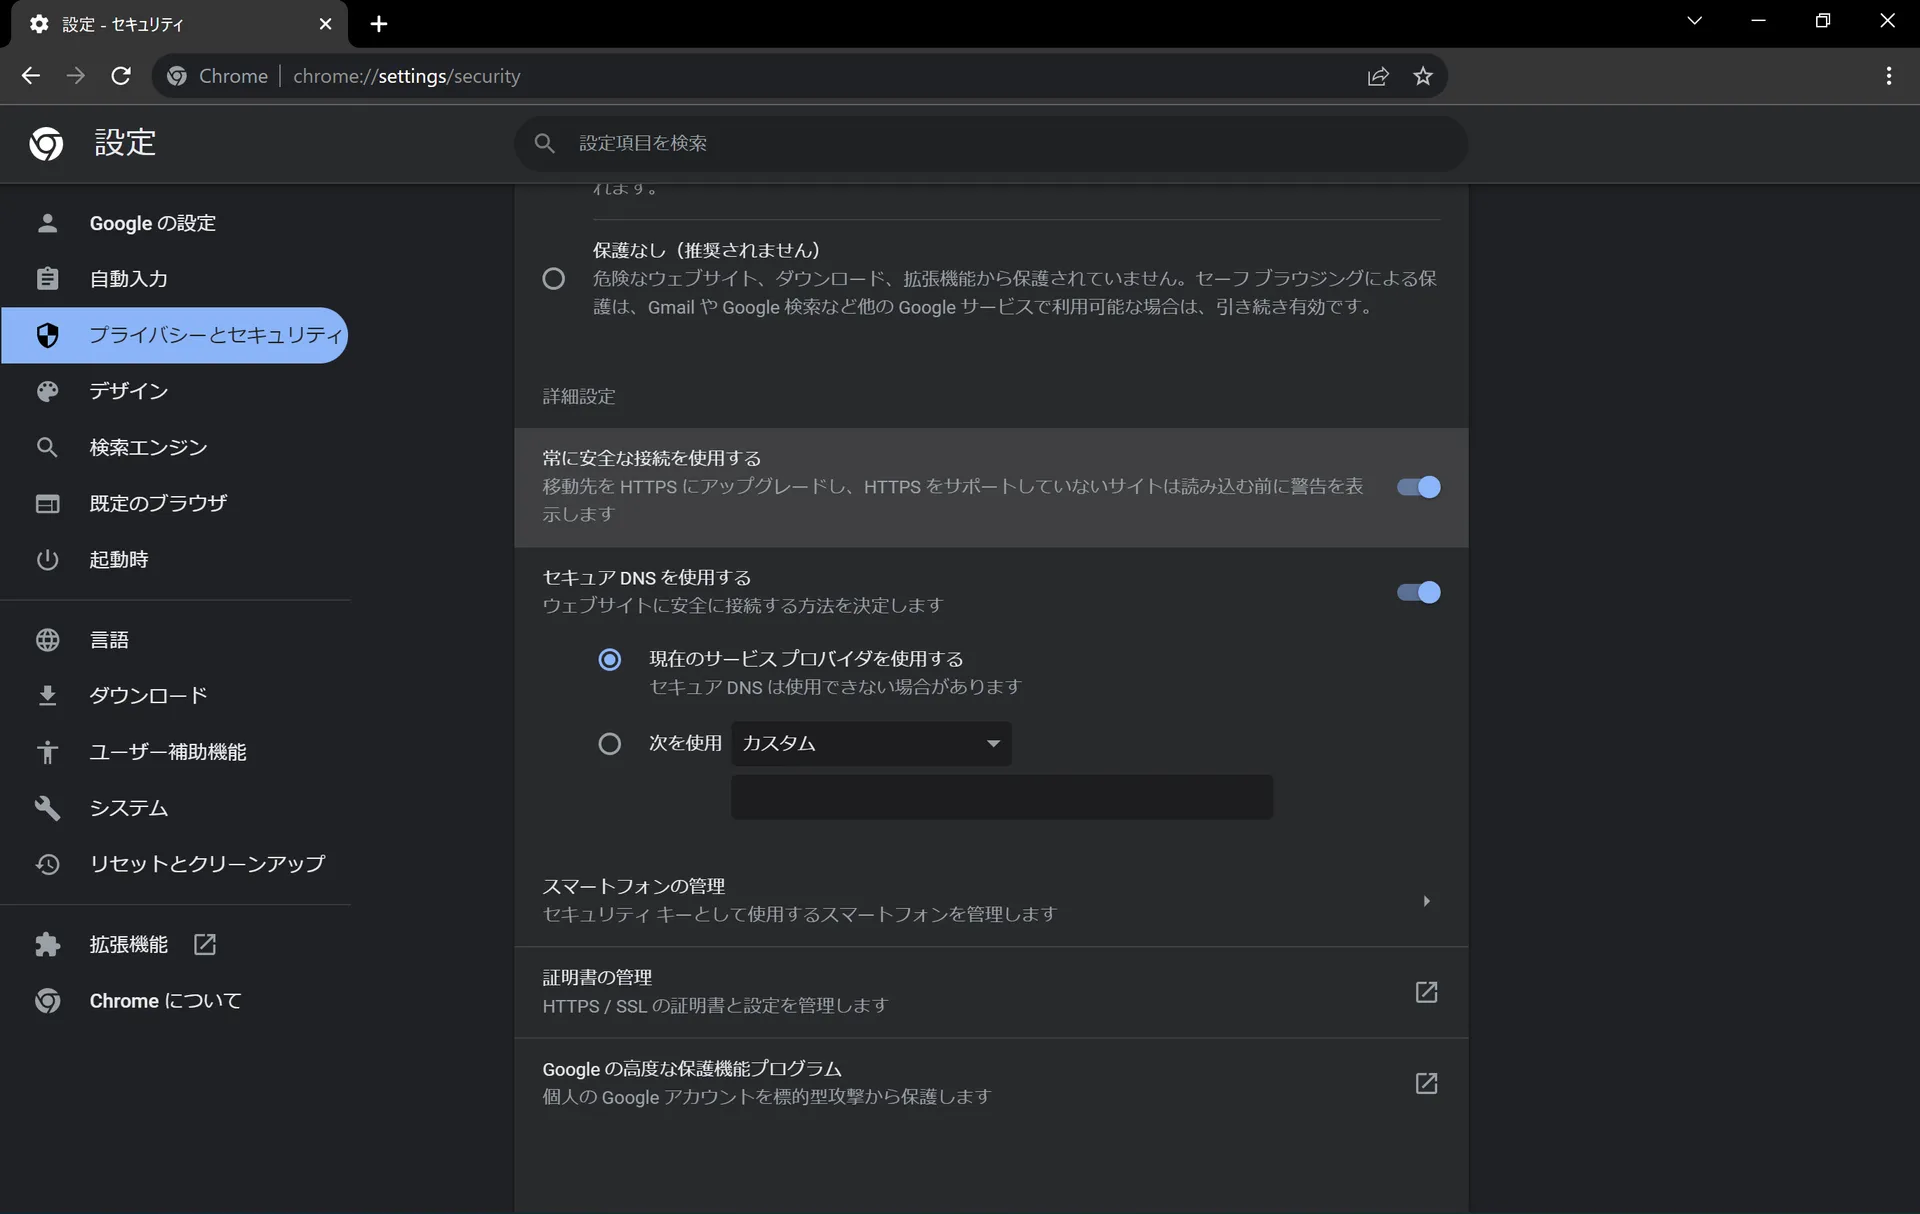 設定 - セキュリティ
Chrome
chrome://settings/security
設定
設定項目を検索
Google の設定
自動入力
プライバシーとセキュリティ
デザイン
検索エンジン
既定のブラウザ
起動時
言語
ダウンロード
ユーザー補助機能
システム
リセットとクリーンアップ
拡張機能
Chrome について
れます。
保護なし（推奨されません）
危険なウェブサイト、ダウンロード、拡張機能から保護されていません。セーフ ブラウジングによる保
護は、Gmail や Google 検索など他の Google サービスで利用可能な場合は、引き続き有効です。
詳細設定
常に安全な接続を使用する
移動先を HTTPS にアップグレードし、HTTPS をサポートしていないサイトは読み込む前に警告を表
示します
セキュア DNS を使用する
ウェブサイトに安全に接続する方法を決定します
現在のサービス プロバイダを使用する
セキュア DNS は使用できない場合があります
次を使用 カスタム
スマートフォンの管理
セキュリティ キーとして使用するスマートフォンを管理します
証明書の管理
HTTPS / SSL の証明書と設定を管理します
Google の高度な保護機能プログラム
個人の Google アカウントを標的型攻撃から保護します